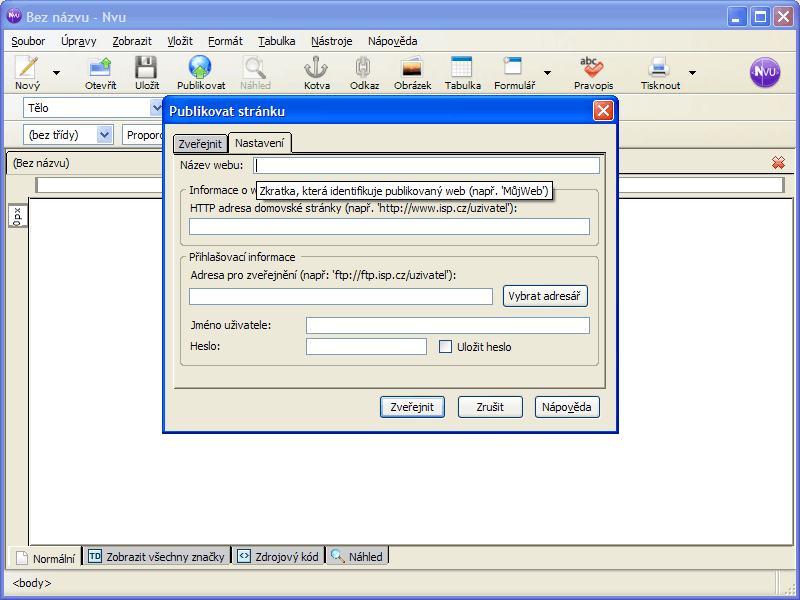 Bez názvu - Nvu
Soubor Úpravy Zobrazit Vložit Formát Tabulka Nástroje Nápověda
Nový Otevřít Uložit Publikovat Náhled Kotva Odkaz Obrázek Tabulka Formulář Pravopis Tisknout
abc
NVU
Tělo
(bez třídy) Proporc
(Bez názvu)
0px
Publikovat stránku
Zveřejnit Nastavení
Název webu:
Informace o w
Zkratka, která identifikuje publikovaný web (např. 'MůjWeb')
HTTP adresa domovské stránky (např. 'http://www.isp.cz/uzivatel'):
Přihlašovací informace
Adresa pro zveřejnění (např: 'ftp://ftp.isp.cz/uzivatel'):
Vybrat adresář
Jméno uživatele:
Heslo: Uložit heslo
Zveřejnit Zrušit Nápověda
Normální TD Zobrazit všechny značky Zdrojový kód Náhled
<body>